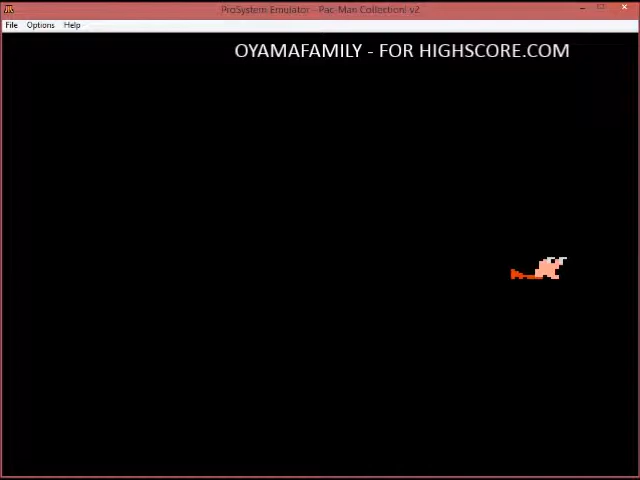 ProSystem Emulator - Pac Man Collection! v2
File Options Help
OYAMAFAMILY - FOR HIGHSCORE.COM